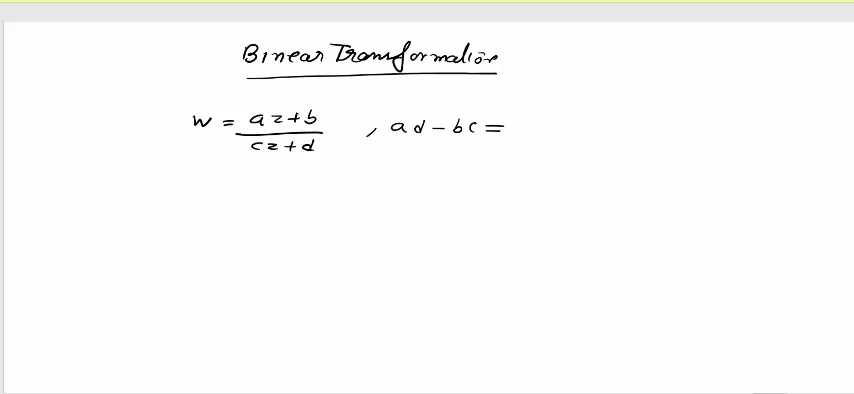 Binear Transformation
w = az+b / cz+d , ad-bc=